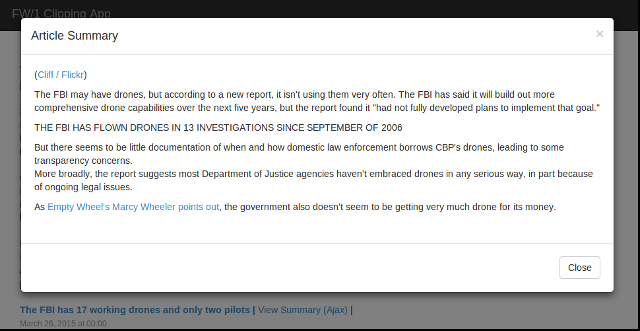 FW/1 Clipping App
Article Summary
×
(Cliff / Flickr)
The FBI may have drones, but according to a new report, it isn't using them very often. The FBI has said it will build out more
comprehensive drone capabilities over the next five years, but the report found it "had not fully developed plans to implement that goal."
THE FBI HAS FLOWN DRONES IN 13 INVESTIGATIONS SINCE SEPTEMBER OF 2006
But there seems to be little documentation of when and how domestic law enforcement borrows CBP's drones, leading to some
transparency concerns.
More broadly, the report suggests most Department of Justice agencies haven't embraced drones in any serious way, in part because
of ongoing legal issues.
As Empty Wheel's Marcy Wheeler points out, the government also doesn't seem to be getting very much drone for its money.
Close
The FBI has 17 working drones and only two pilots | View Summary (Ajax) |
March 26, 2015 at 00:00